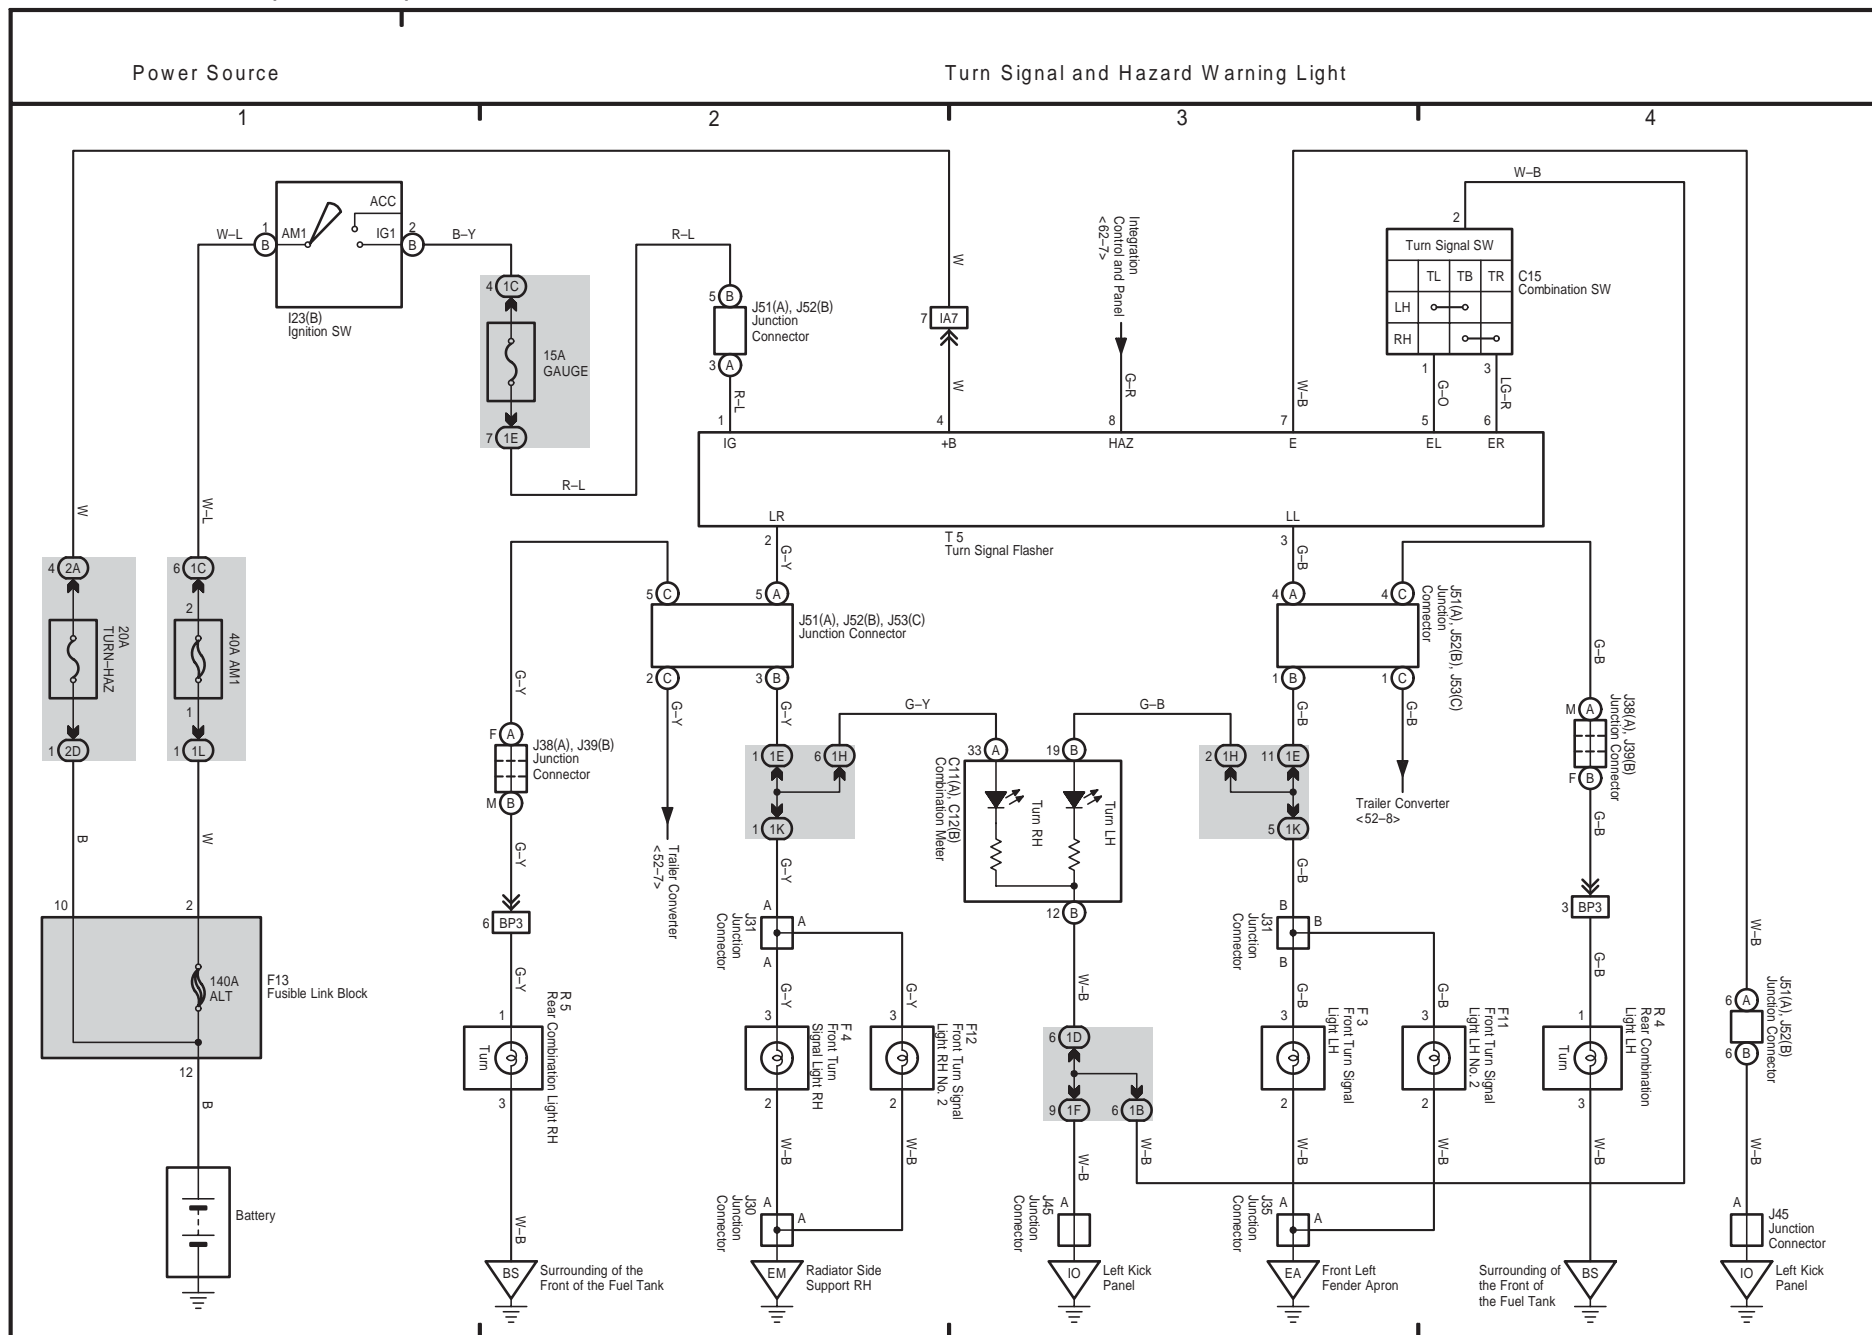 Power Source
Turn Signal and Hazard Warning Light
1
2
3
4
W–B
ACC
AM1
IG1
1
B
2
B
W–L
B–Y
I23(B)
Ignition SW
4
1C
15A
GAUGE
7
1E
R–L
R–L
5
B
J51(A), J52(B)
Junction
Connector
3
A
R–L
1
IG
W
7
IA7
W
4
+B
Integration
Control and Panel
<62–7>
G–R
8
HAZ
W–B
7
E
2
Turn Signal SW
TL
TB
TR
LH
RH
C15
Combination SW
1
G–O
5
EL
3
LG–R
6
ER
LR
LL
T 5
Turn Signal Flasher
2
G–Y
3
G–B
W
W–L
4
2A
20A
TURN–HAZ
1
2D
6
1C
2
40A AM1
1
1
1L
B
W
10
2
140A
ALT
F13
Fusible Link Block
12
B
Battery
5
C
5
A
J51(A), J52(B), J53(C)
Junction Connector
2
C
3
B
G–Y
G–Y
G–Y
F
A
J38(A), J39(B)
Junction
Connector
M
B
G–Y
6
BP3
G–Y
1
Turn
R 5
Rear Combination Light RH
3
W–B
BS
Surrounding of the
Front of the Fuel Tank
Trailer Converter
<52–7>
1
1E
6
1H
1
1K
G–Y
G–Y
A
J31
Junction
Connector
A
A
G–Y
G–Y
3
F 4
Front Turn
Signal Light RH
2
3
F12
Front Turn Signal
Light RH No. 2
2
W–B
W–B
A
J30
Junction
Connector
A
EM
Radiator Side
Support RH
33
A
19
B
G–B
C11(A), C12(B)
Combination Meter
Turn RH
Turn LH
12
B
W–B
6
1D
9
1F
6
1B
W–B
W–B
A
J45
Junction
Connector
IO
Left Kick
Panel
4
A
4
C
J51(A), J52(B), J53(C)
Junction
Connector
1
B
1
C
G–B
G–B
2
1H
11
1E
5
1K
Trailer Converter
<52–8>
G–B
B
J31
Junction
Connector
B
B
G–B
G–B
3
F 3
Front Turn Signal
Light LH
2
3
F11
Front Turn Signal
Light LH No. 2
2
W–B
W–B
A
J35
Junction
Connector
A
EA
Front Left
Fender Apron
G–B
M
A
J38(A), J39(B)
Junction Connector
F
B
G–B
3
BP3
G–B
1
Turn
R 4
Rear Combination
Light LH
3
W–B
BS
Surrounding of
the Front of
the Fuel Tank
W–B
6
A
J51(A), J52(B)
Junction Connector
6
B
W–B
A
J45
Junction
Connector
IO
Left Kick
Panel